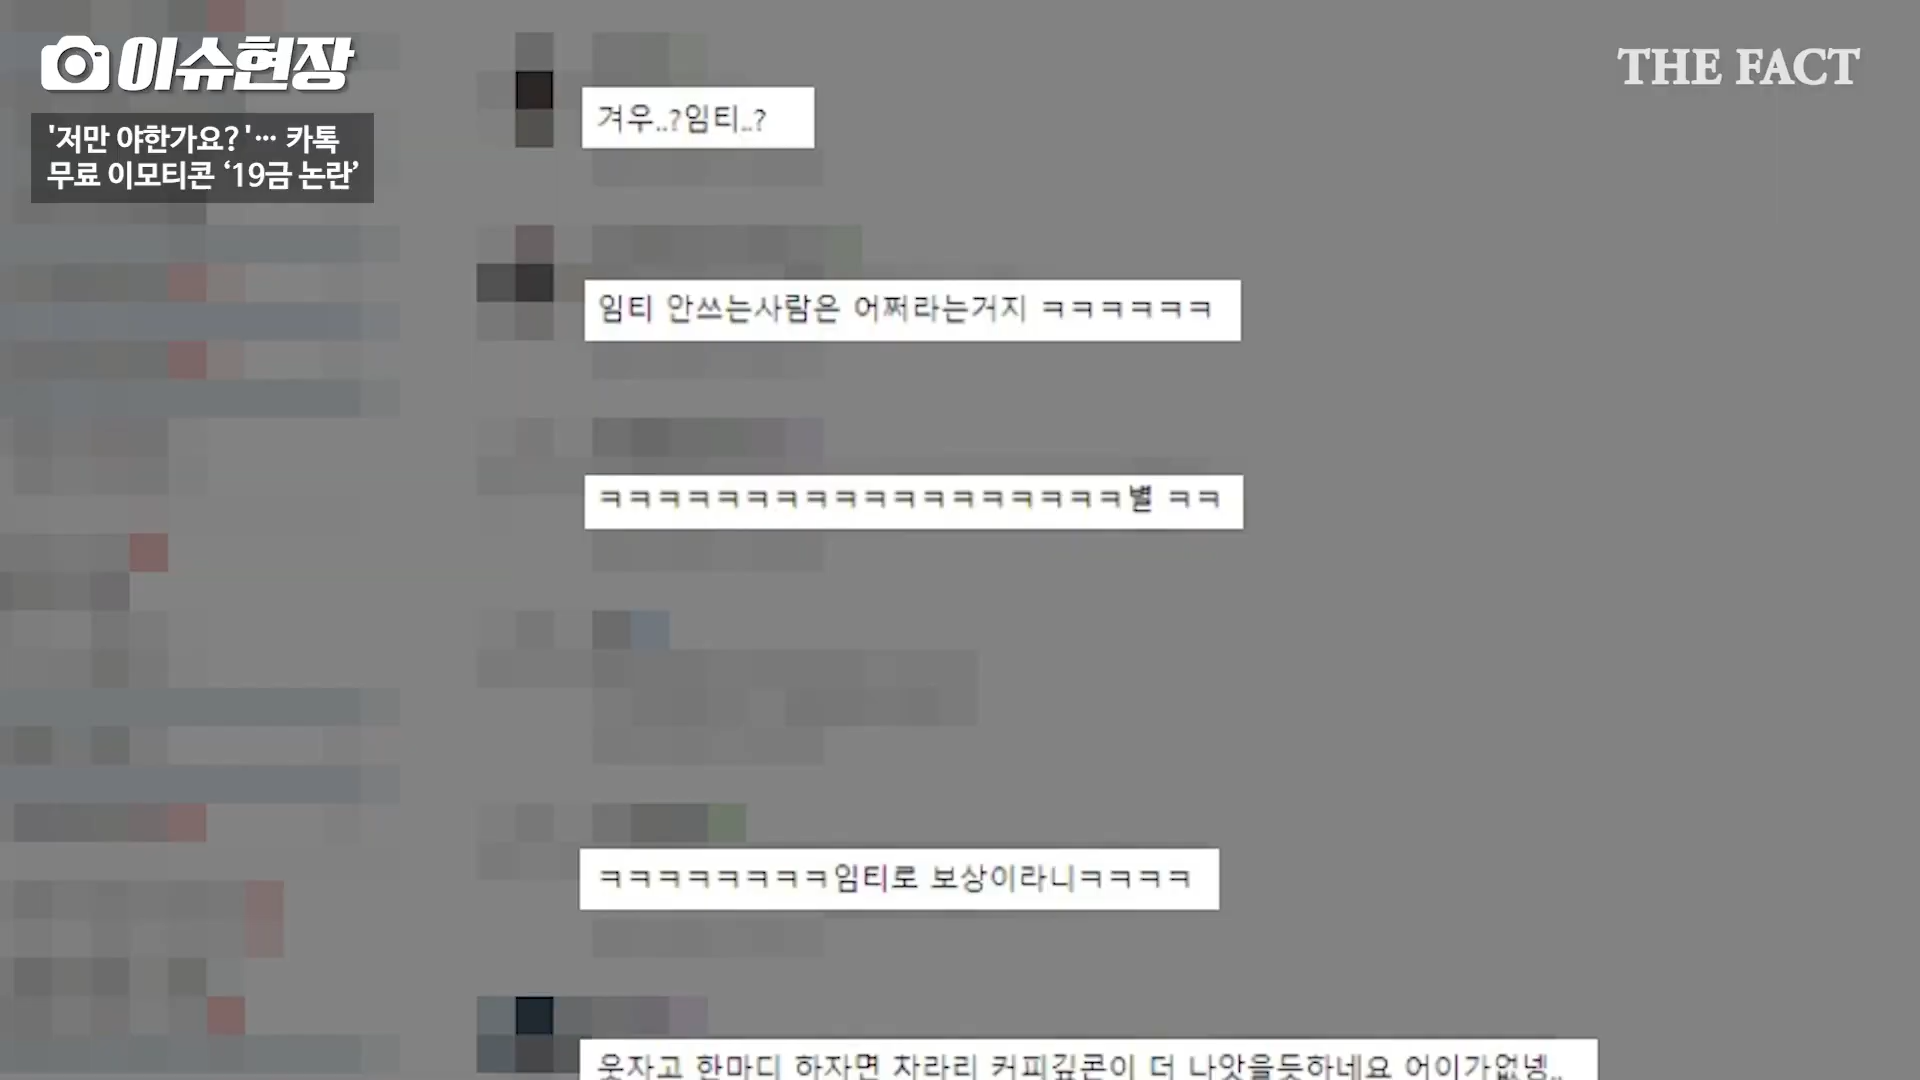 이슈현장
THE FACT
'저만 야한가요?'… 카톡
무료 이모티콘 ‘19금 논란’
겨우..?임티..?
임티 안쓰는사람은 어쩌라는거지 ㅋㅋㅋㅋㅋㅋ
ㅋㅋㅋㅋㅋㅋㅋㅋㅋㅋㅋㅋㅋㅋㅋㅋㅋㅋ별 ㅋㅋ
ㅋㅋㅋㅋㅋㅋㅋㅋ임티로 보상이라니ㅋㅋㅋㅋ
웃자고 한마디 하자면 차라리 커피깊콘이 더 나앗을듯하네요 어이가없넹..